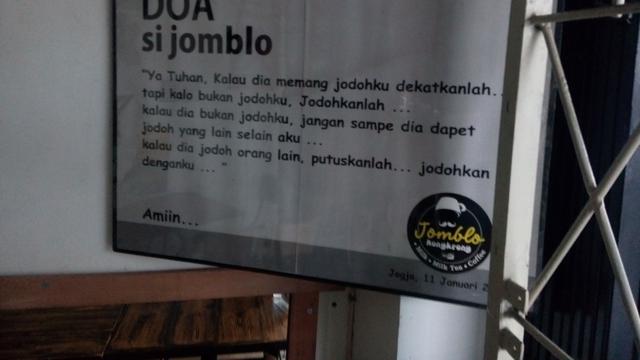 DOA
si jomblo
"Ya Tuhan, Kalau dia memang jodohku dekatkanlah..
tapi kalo bukan jodohku, Jodohkanlah ...
kalau dia bukan jodohku, jangan sampe dia dapet
jodoh yang lain selain aku ...
kalau dia jodoh orang lain, putuskanlah... jodohkan
denganku ... "
Amiin...
Jomblo
nongkrong
Milk Tea • Coffee
Jogja, 11 Januari 2